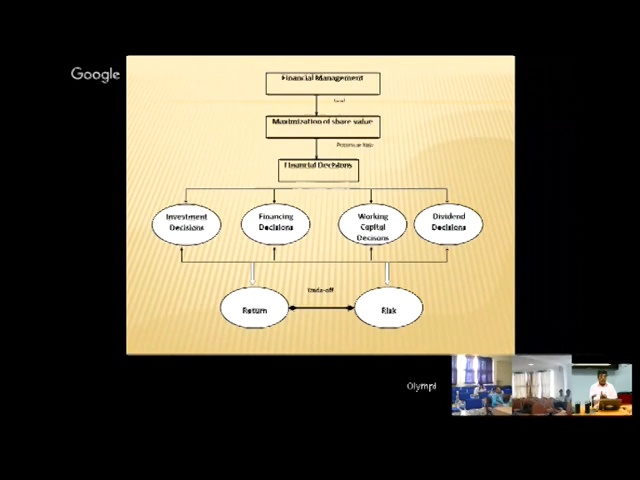 Google
Financial Management
Maximization of share value
Financial Decisions
Investment
Decisions
Financing
Decisions
Working
Capital
Decisions
Dividend
Decisions
Trade-off
Return
Risk
Olympi